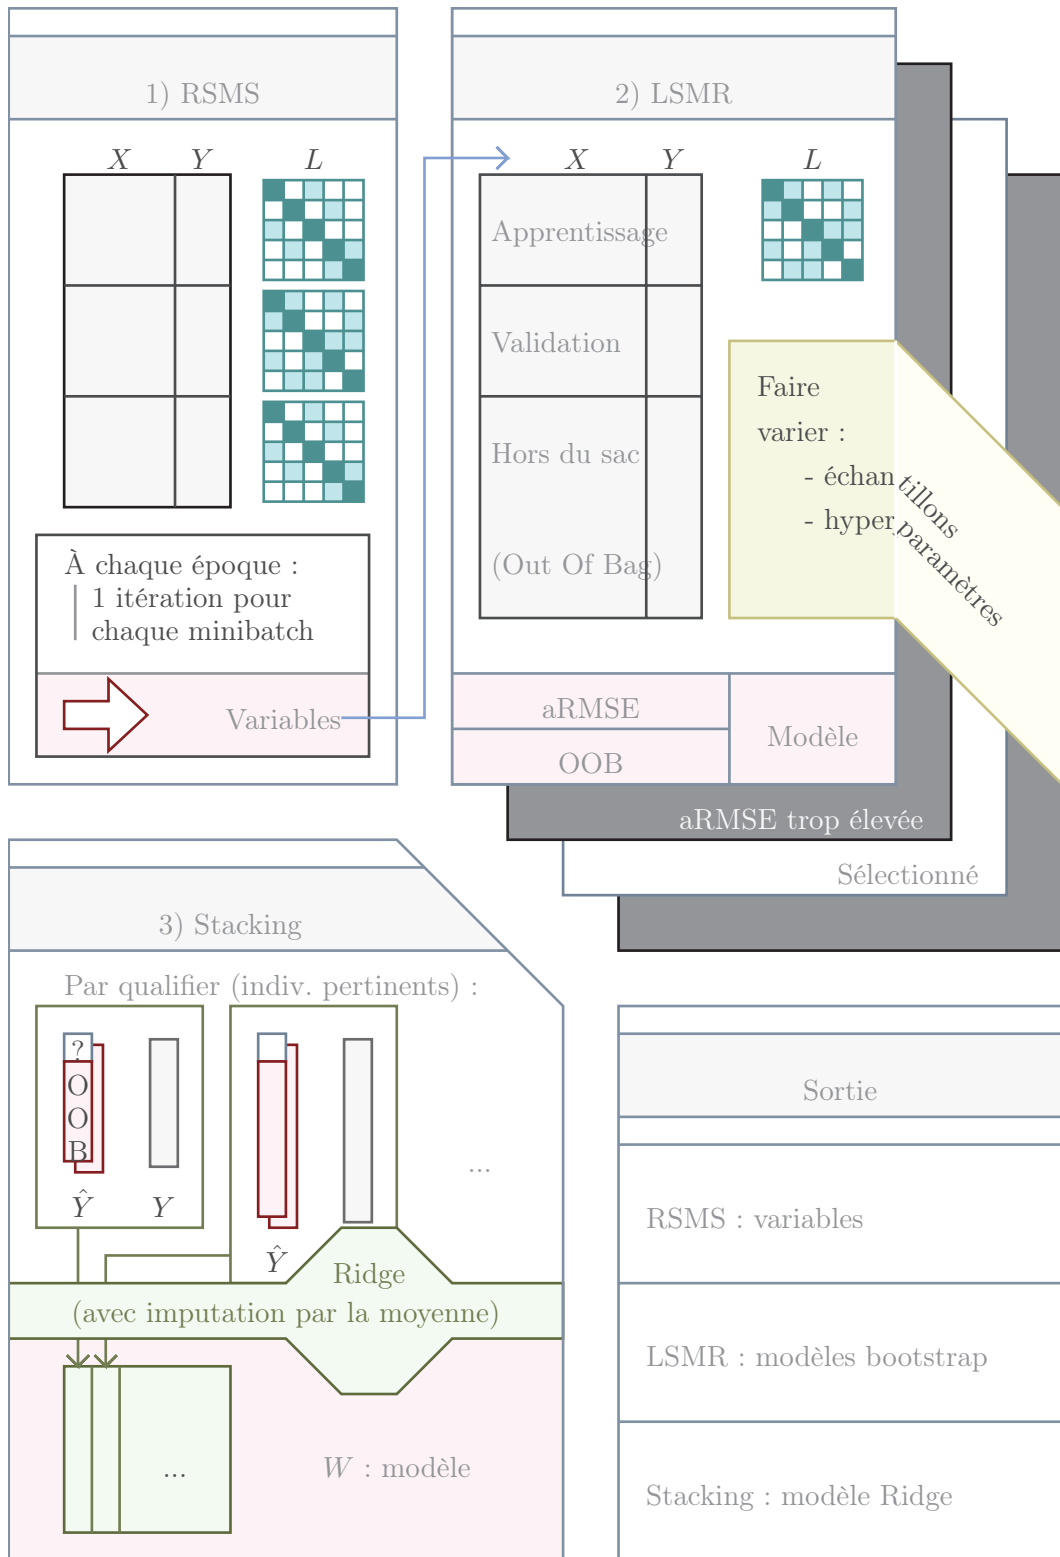 1) RSMS
X Y L
À chaque époque :
1 itération pour
chaque minibatch
Variables
2) LSMR
X Y L
Apprentissage
Validation
Hors du sac
(Out Of Bag)
Faire
varier :
- échantillons
- hyperparamètres
aRMSE
OOB
Modèle
aRMSE trop élevée
Sélectionné
3) Stacking
Par qualifier (indiv. pertinents) :
?
O
O
B
Ŷ Y
Ŷ
...
Ridge
(avec imputation par la moyenne)
...
W : modèle
Sortie
RSMS : variables
LSMR : modèles bootstrap
Stacking : modèle Ridge